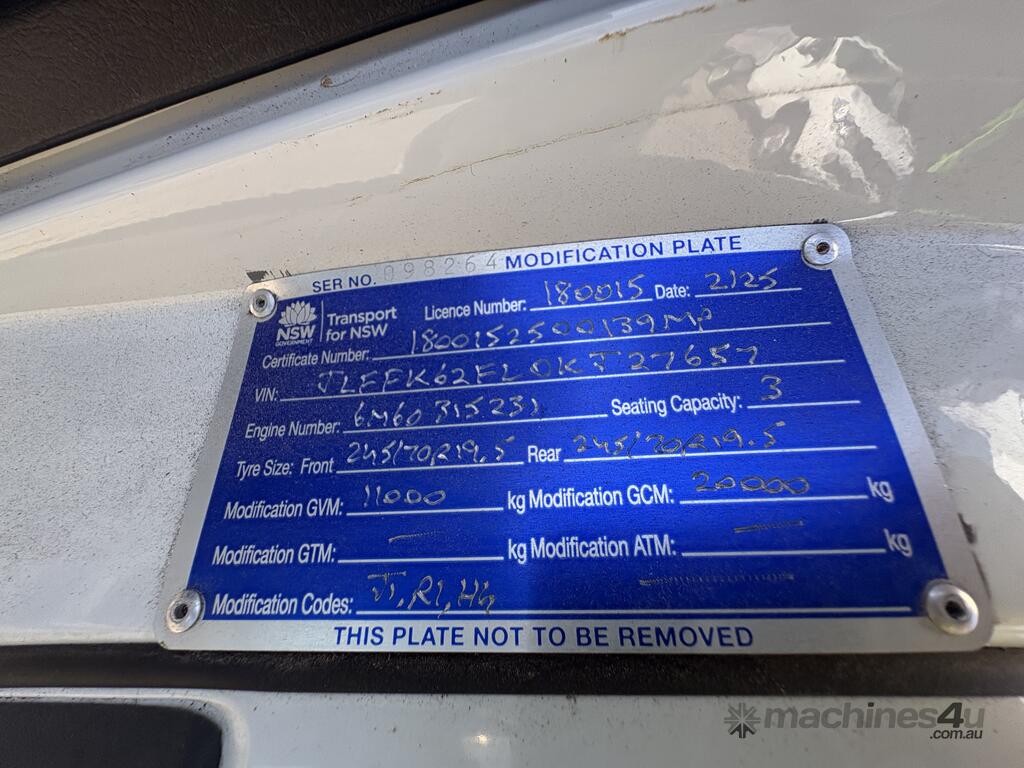 SER NO. 098264 MODIFICATION PLATE
NSW GOVERNMENT Transport for NSW
Licence Number: 180015 Date: 2/25
Certificate Number: 1800152500139MP
VIN: JLFFK62FL0KJ27657
Engine Number: 6M60 315231 Seating Capacity: 3
Tyre Size: Front 245/70R19.5 Rear 245/70R19.5
Modification GVM: 11000 kg Modification GCM: 20000 kg
Modification GTM: — kg Modification ATM: — kg
Modification Codes: J1, R1, H6
THIS PLATE NOT TO BE REMOVED
machines4u
.com.au